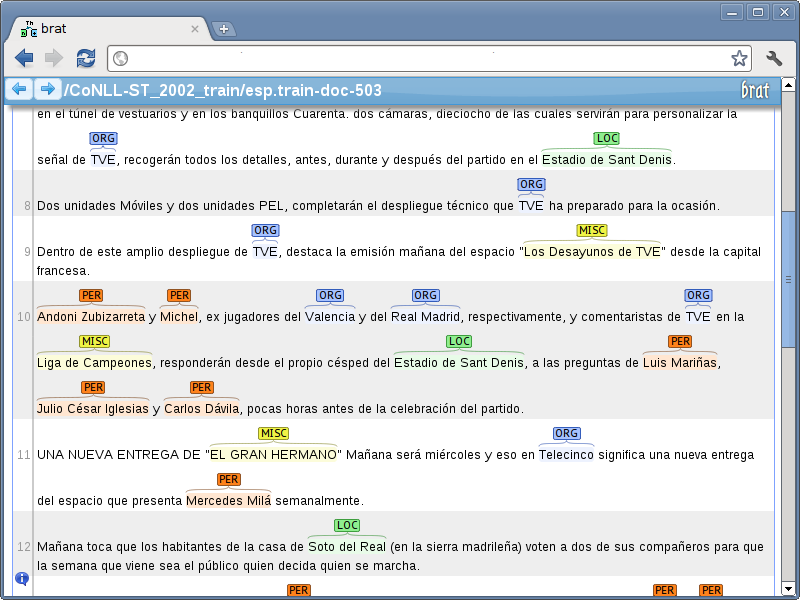 brat
/CoNLL-ST_2002_train/esp.train-doc-503 brat
en el túnel de vestuarios y en los banquillos Cuarenta. dos cámaras, dieciocho de las cuales servirán para personalizar la
ORG LOC
señal de TVE, recogerán todos los detalles, antes, durante y después del partido en el Estadio de Sant Denis.
ORG
8 Dos unidades Móviles y dos unidades PEL, completarán el despliegue técnico que TVE ha preparado para la ocasión.
ORG MISC
9 Dentro de este amplio despliegue de TVE, destaca la emisión mañana del espacio "Los Desayunos de TVE" desde la capital
francesa.
PER PER ORG ORG ORG
10 Andoni Zubizarreta y Michel, ex jugadores del Valencia y del Real Madrid, respectivamente, y comentaristas de TVE en la
MISC LOC PER
Liga de Campeones, responderán desde el propio césped del Estadio de Sant Denis, a las preguntas de Luis Mariñas,
PER PER
Julio César Iglesias y Carlos Dávila, pocas horas antes de la celebración del partido.
MISC ORG
11 UNA NUEVA ENTREGA DE "EL GRAN HERMANO" Mañana será miércoles y eso en Telecinco significa una nueva entrega
PER
del espacio que presenta Mercedes Milá semanalmente.
LOC
12 Mañana toca que los habitantes de la casa de Soto del Real (en la sierra madrileña) voten a dos de sus compañeros para que
la semana que viene sea el público quien decida quien se marcha.
PER PER PER